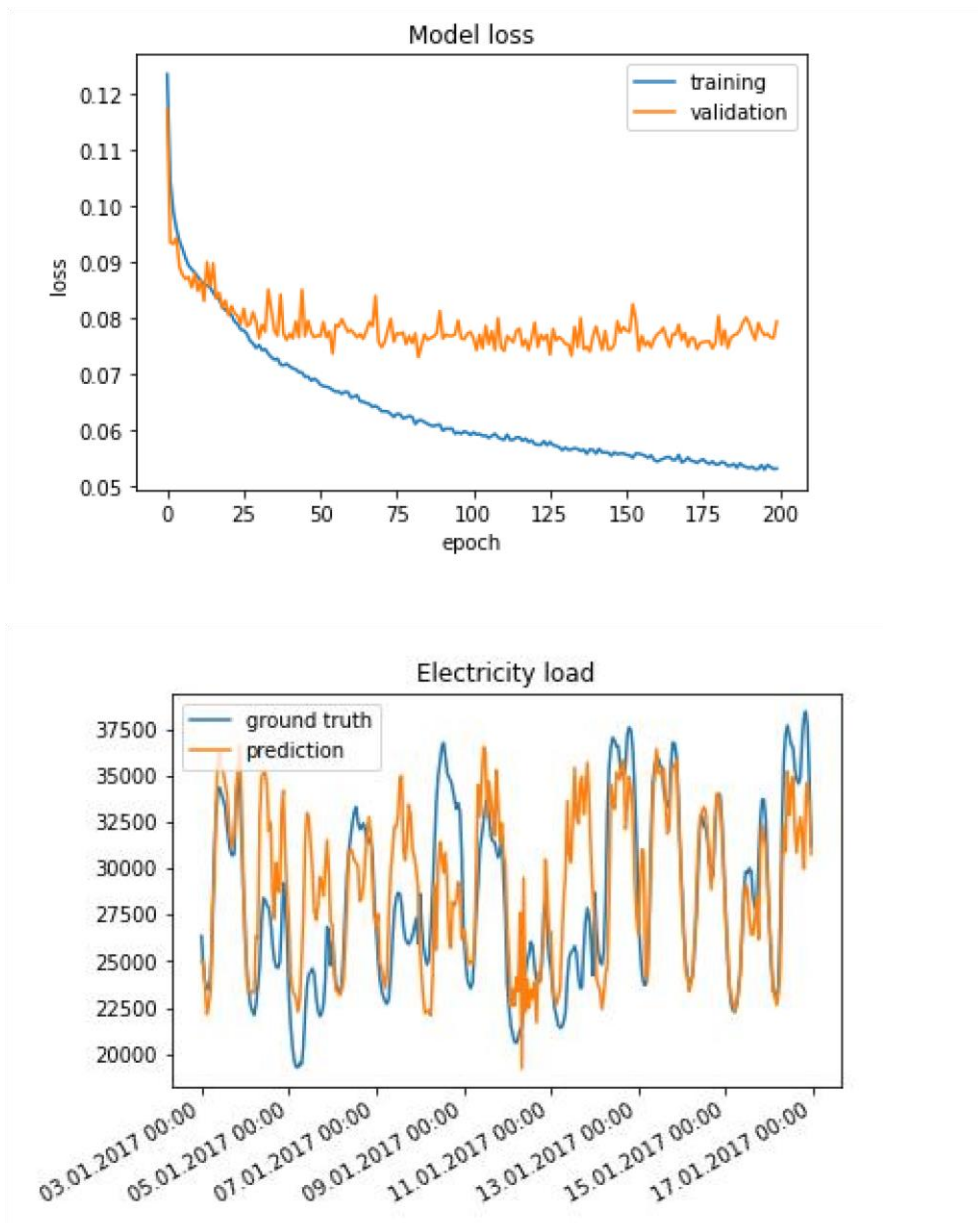 Model loss
training
validation
0.12
0.11
0.10
0.09
0.08
0.07
0.06
0.05
loss
0 25 50 75 100 125 150 175 200
epoch
Electricity load
ground truth
prediction
37500
35000
32500
30000
27500
25000
22500
20000
03.01.2017 00:00
05.01.2017 00:00
07.01.2017 00:00
09.01.2017 00:00
11.01.2017 00:00
13.01.2017 00:00
15.01.2017 00:00
17.01.2017 00:00